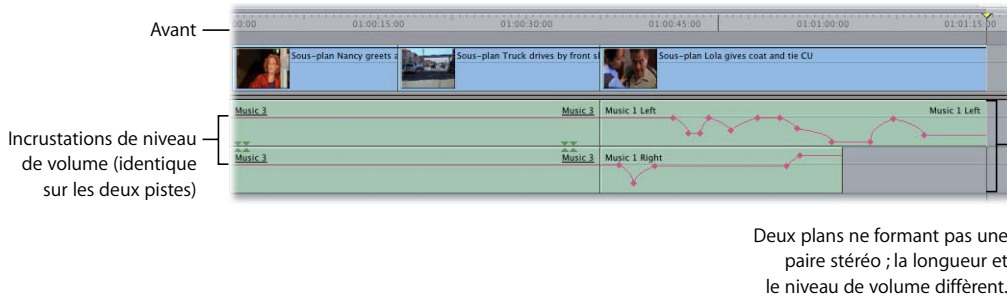 Avant
00:00 01:00:15:00 01:00:30:00 01:00:45:00 01:01:00:00 01:01:15:00
Sous-plan Nancy greets a Sous-plan Truck drives by front s Sous-plan Lola gives coat and tie CU
Music 3 Music 3 Music 1 Left Music 1 Left
Music 3 Music 3 Music 1 Right
Incrustations de niveau
de volume (identique
sur les deux pistes)
Deux plans ne formant pas une
paire stéréo ; la longueur et
le niveau de volume diffèrent.